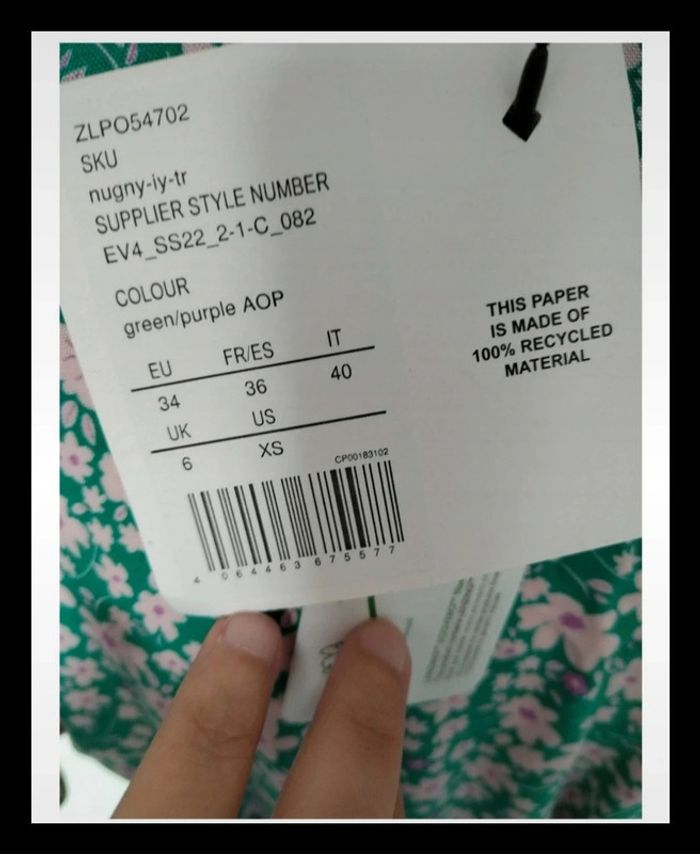 ZLPO54702
SKU
nugny-iy-tr
SUPPLIER STYLE NUMBER
EV4_SS22_2-1-C_082
COLOUR
green/purple AOP
EU FR/ES IT
34 36 40
UK US
6 XS
CP00183102
4 064463 675577
THIS PAPER
IS MADE OF
100% RECYCLED
MATERIAL